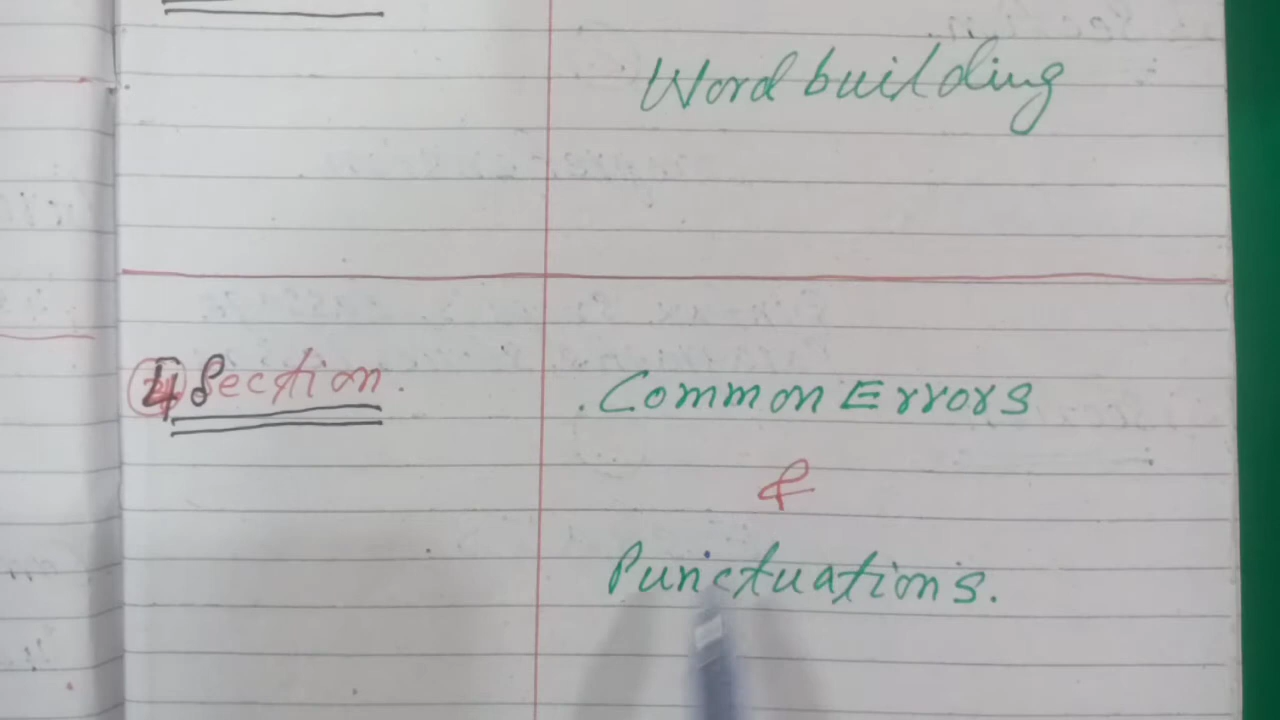 Word building
4 Section.
. Common Errors
&
Punctuations.